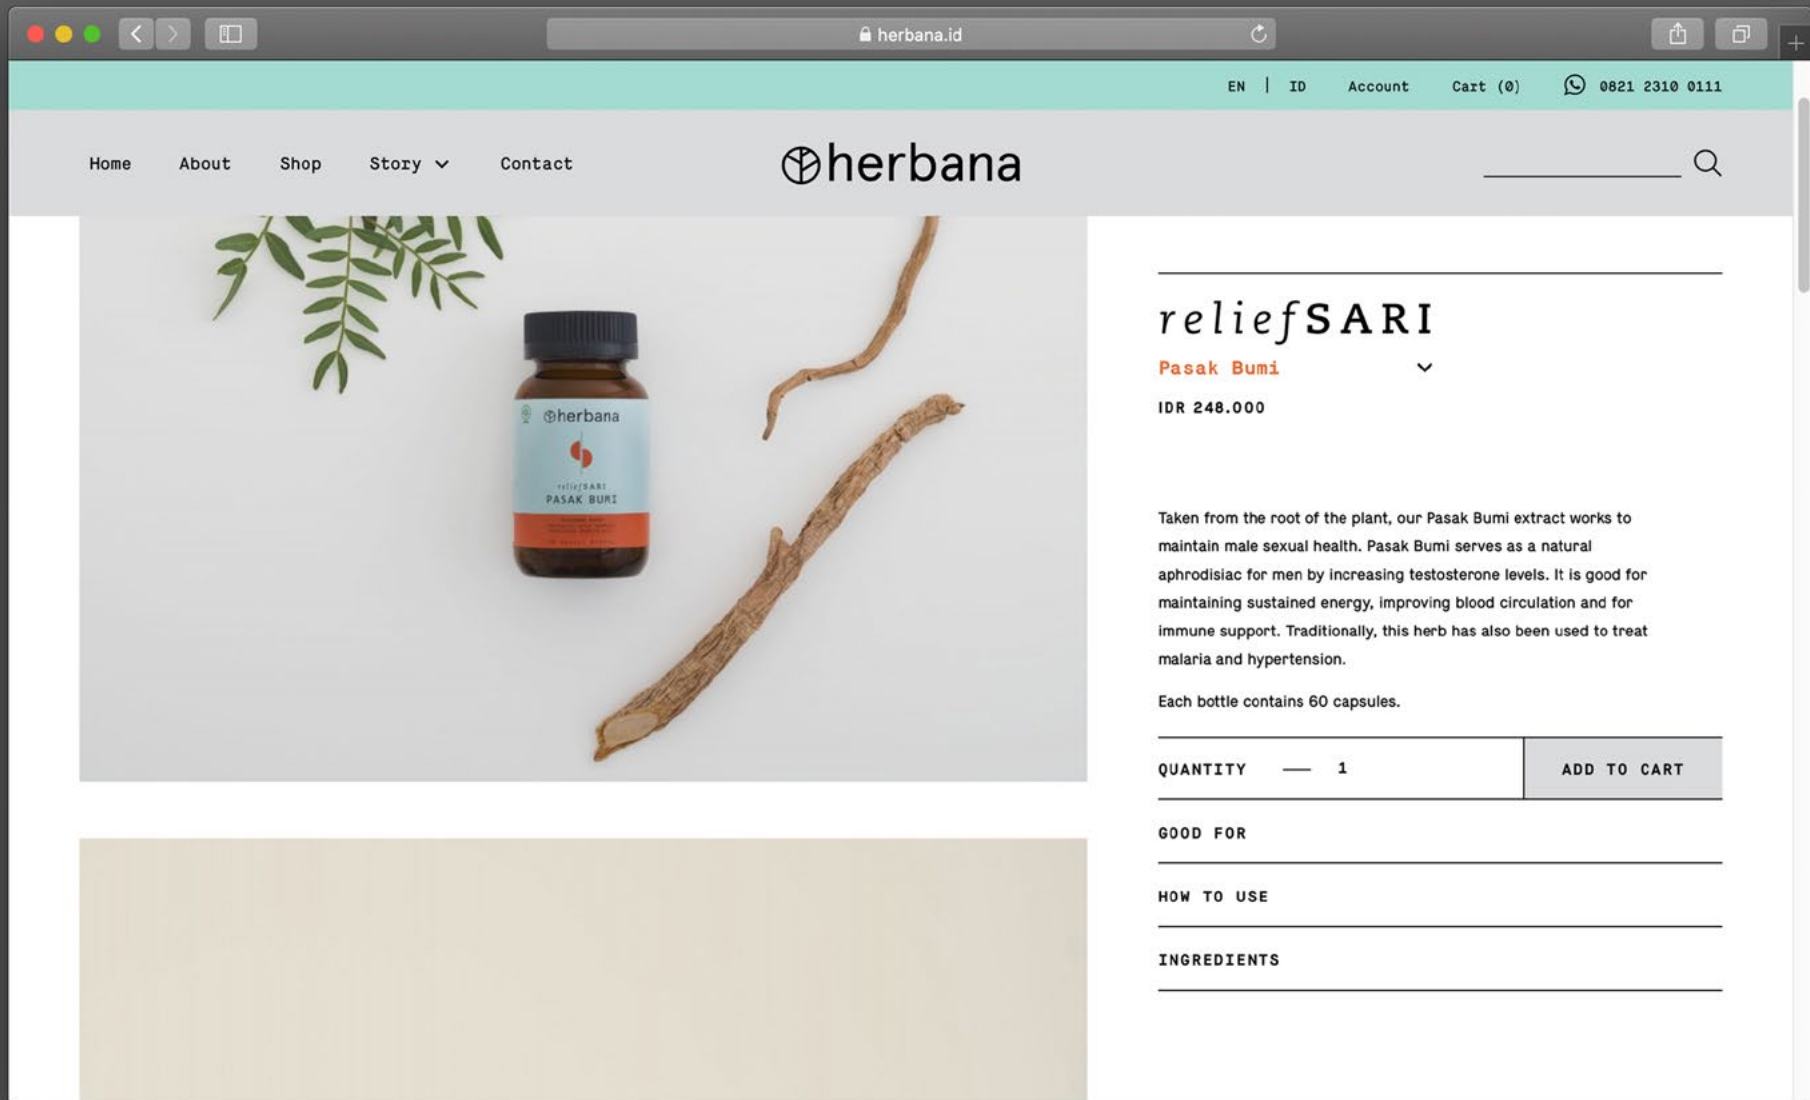 herbana.id
EN | ID Account Cart (0) 0821 2310 0111
Home About Shop Story Contact
herbana
herbana
reliefSARI
PASAK BUMI
reliefSARI
Pasak Bumi
IDR 248.000
Taken from the root of the plant, our Pasak Bumi extract works to
maintain male sexual health. Pasak Bumi serves as a natural
aphrodisiac for men by increasing testosterone levels. It is good for
maintaining sustained energy, improving blood circulation and for
immune support. Traditionally, this herb has also been used to treat
malaria and hypertension.
Each bottle contains 60 capsules.
QUANTITY — 1 ADD TO CART
GOOD FOR
HOW TO USE
INGREDIENTS